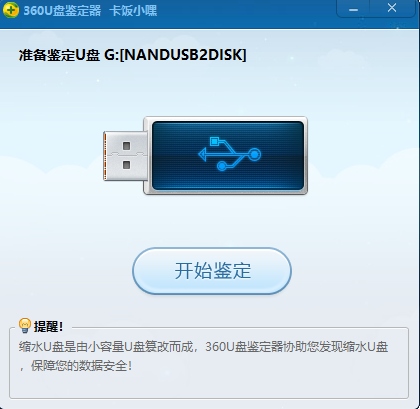 360U盘鉴定器 卡饭小嘿
准备鉴定U盘 G:[NANDUSB2DISK]
开始鉴定
提醒!
缩水U盘是由小容量U盘篡改而成，360U盘鉴定器协助您发现缩水U盘
，保障您的数据安全!